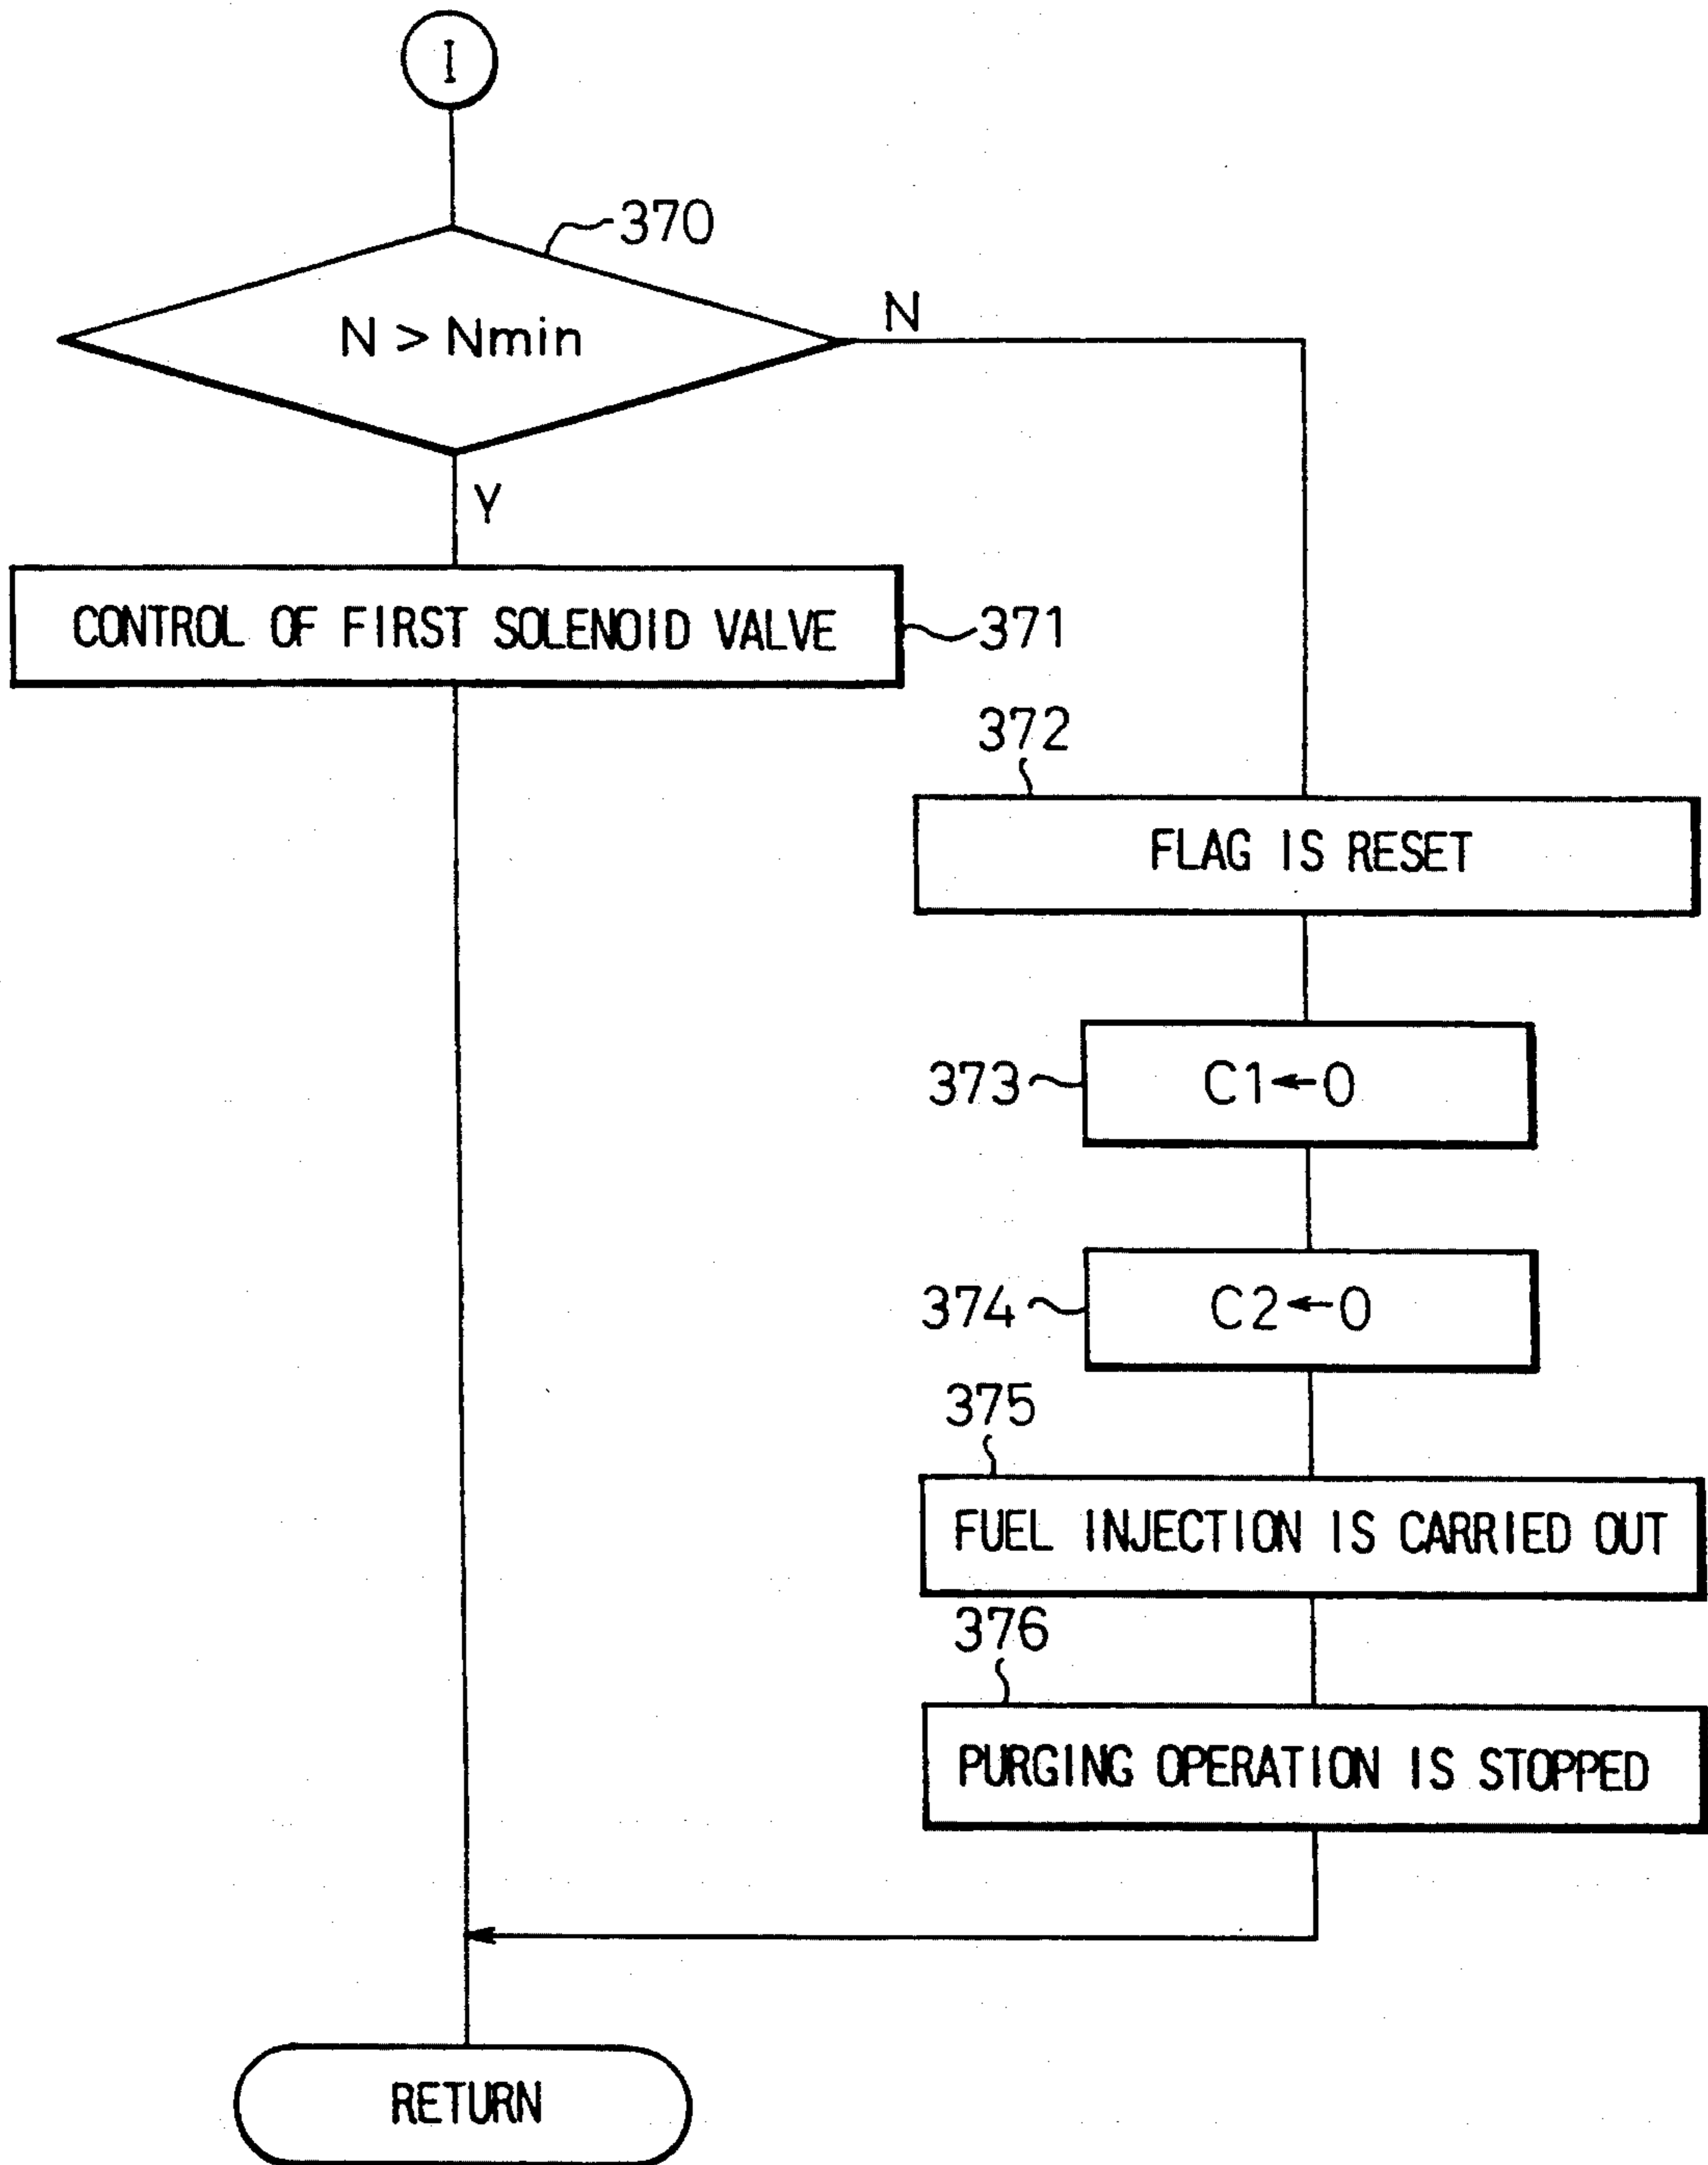 I
370
N > Nmin
N
Y
CONTROL OF FIRST SOLENOID VALVE
371
372
FLAG IS RESET
373
C1←0
374
C2←0
375
FUEL INJECTION IS CARRIED OUT
376
PURGING OPERATION IS STOPPED
RETURN